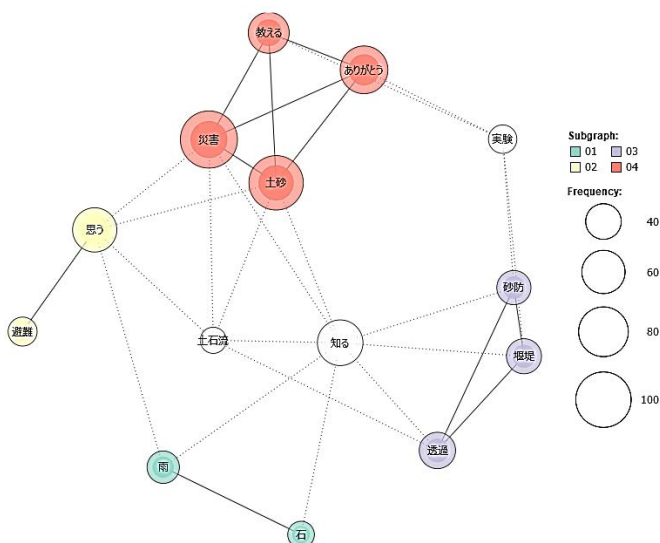 教える
ありがとう
実験
災害
土砂
思う
砂防
避難
土石流
知る
堰堤
透過
雨
石
Subgraph:
01 03
02 04
Frequency:
40
60
80
100